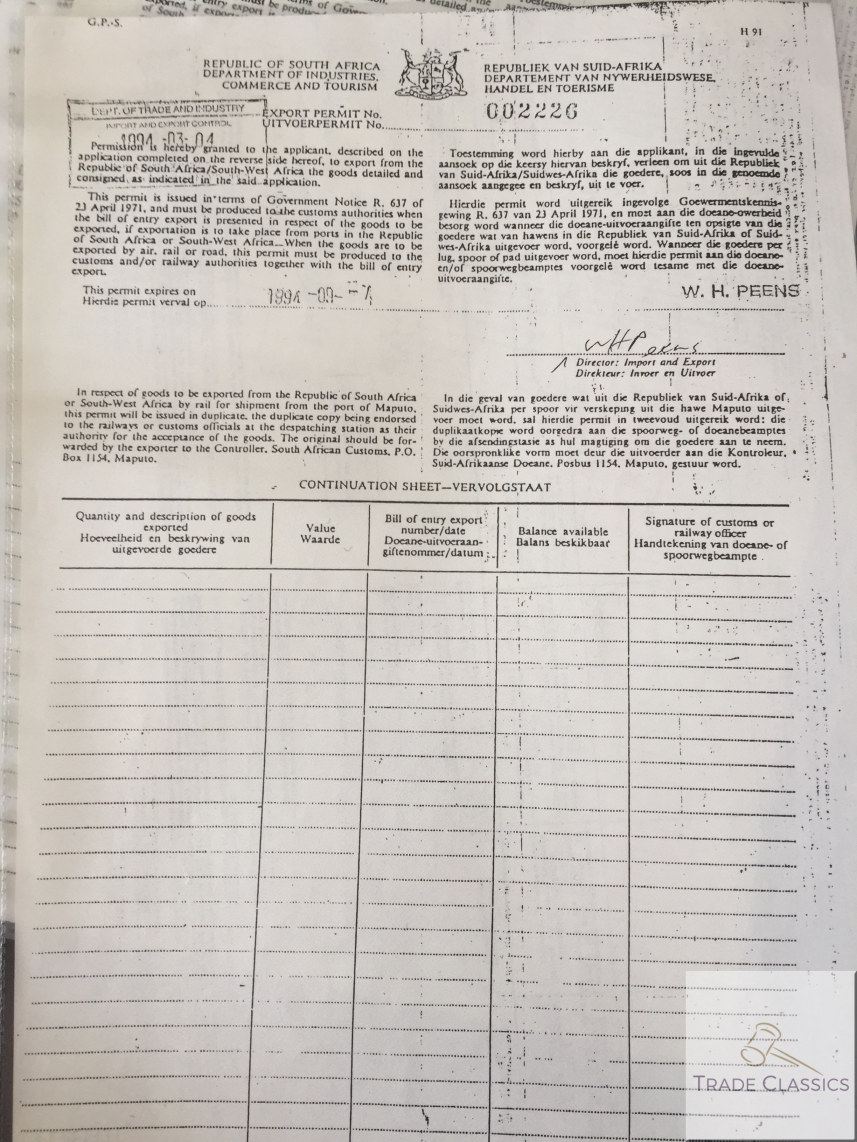 G.P.-S.
H 91
REPUBLIC OF SOUTH AFRICA
DEPARTMENT OF INDUSTRIES,
COMMERCE AND TOURISM
REPUBLIEK VAN SUID-AFRIKA
DEPARTEMENT VAN NYWERHEIDSWESE,
HANDEL EN TOERISME
DEPT. OF TRADE AND INDUSTRY
IMPORT AND EXPORT CONTROL
1994 -03- 04
EXPORT PERMIT No.
UITVOERPERMIT No.
002226
Permission is hereby granted to the applicant, described on the
application completed on the reverse side hereof, to export from the
Republic of South Africa/South-West Africa the goods detailed and
consigned, as indicated in the said application.
This permit is issued in terms of Government Notice R. 637 of
23 April 1971, and must be produced to the customs authorities when
the bill of entry export is presented in respect of the goods to be
exported, if exportation is to take place from ports in the Republic
of South Africa or South-West Africa. When the goods are to be
exported by air, rail or road, this permit must be produced to the
customs and/or railway authorities together with the bill of entry
export.
This permit expires on
Hierdie permit verval op
1994 -09-
Toestemming word hierby aan die applikant, in die ingevulde
aansoek op die keersy hiervan beskryf, verleen om uit die Republiek
van Suid-Afrika/Suidwes-Afrika die goedere, soos in die genoemde
aansoek aangegee en beskryf, uit te voer.
Hierdie permit word uitgereik ingevolge Goewermentskennis-
gewing R. 637 van 23 April 1971, en moet aan die doeane-owerheid
besorg word wanneer die doeane-uitvoeraangifte ten opsigte van die
goedere wat van hawens in die Republiek van Suid-Afrika of Suid-
wes-Afrika uitgevoer word, voorgelê word. Wanneer die goedere per
lug, spoor of pad uitgevoer word, moet hierdie permit aan die doeane-
en/of spoorwegbeamptes voorgelê word tesame met die doeane-
uitvoeraangifte.
W. H. PEENS
WH Peens
Director: Import and Export
Direkteur: Invoer en Uitvoer
In respect of goods to be exported from the Republic of South Africa
or South-West Africa by rail for shipment from the port of Maputo,
this permit will be issued in duplicate, the duplicate copy being endorsed
to the railways or customs officials at the despatching station as their
authority for the acceptance of the goods. The original should be for-
warded by the exporter to the Controller, South African Customs, P.O.
Box 1154, Maputo.
In die geval van goedere wat uit die Republiek van Suid-Afrika of
Suidwes-Afrika per spoor vir verskeping uit die hawe Maputo uitge-
voer moet word, sal hierdie permit in tweevoud uitgereik word: die
duplikaatkopie word oorgedra aan die spoorweg- of doeanebeamptes
by die afsendingstasie as hul magtiging om die goedere aan te neem.
Die oorspronklike vorm moet deur die uitvoerder aan die Kontroleur,
Suid-Afrikaanse Doeane, Posbus 1154, Maputo, gestuur word.
CONTINUATION SHEET—VERVOLGSTAAT
Quantity and description of goods
exported
Hoeveelheid en beskrywing van
uitgevoerde goedere
Value
Waarde
Bill of entry export
number/date
Doeane-uitvoeraan-
giftenommer/datum
Balance available
Balans beskikbaar
Signature of customs or
railway officer
Handtekening van doeane- of
spoorwegbeampte
TRADE CLASSICS